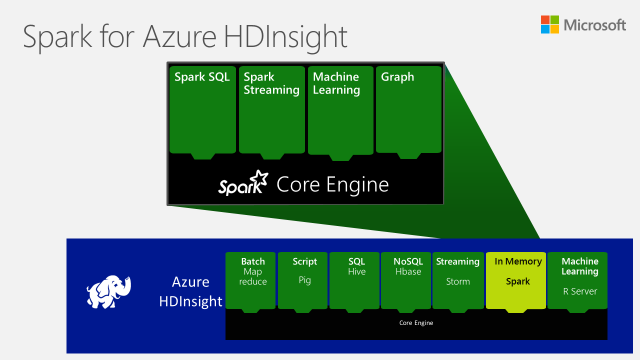 Spark for Azure HDInsight
Microsoft
Spark SQL
Spark
Streaming
Machine
Learning
Graph
Spark Core Engine
Azure
HDInsight
Batch
Map
reduce
Script
Pig
SQL
Hive
NoSQL
Hbase
Streaming
Storm
In Memory
Spark
Machine
Learning
R Server
Core Engine